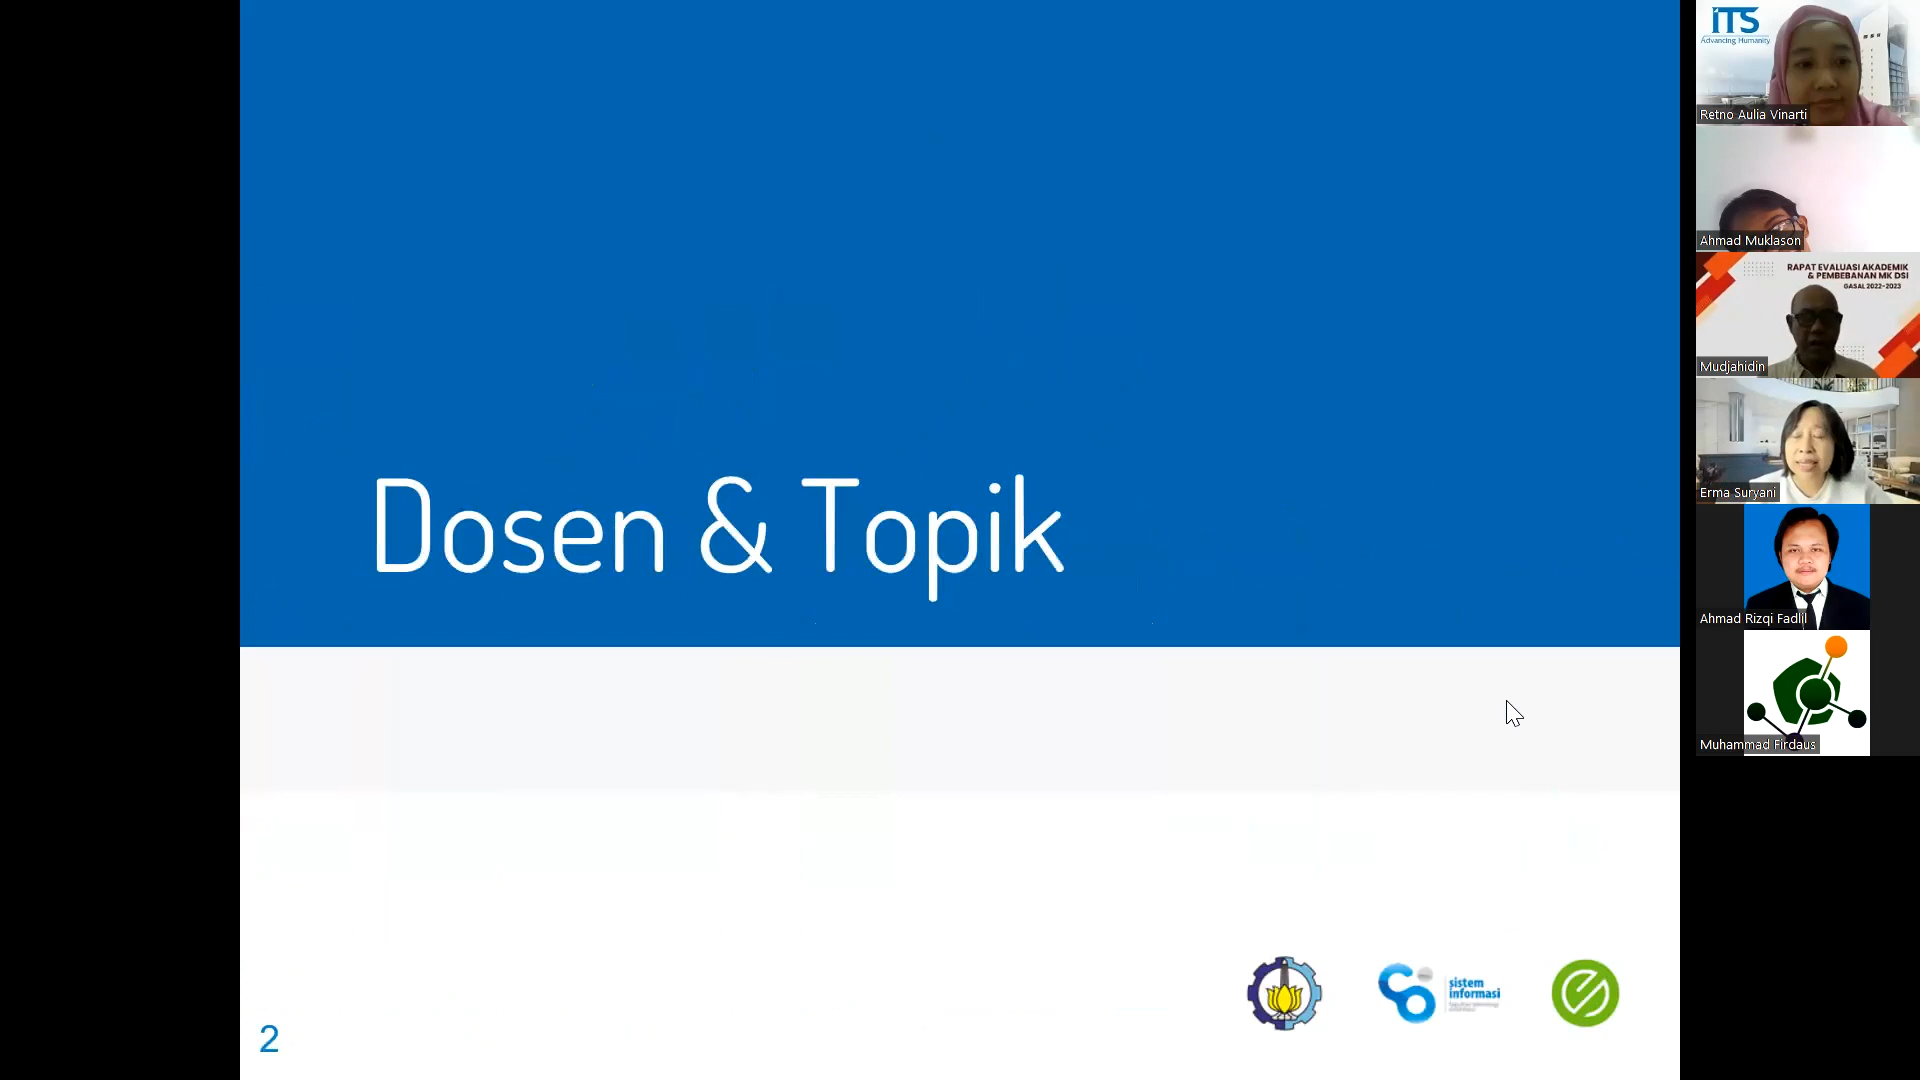 Dosen & Topik
2
sistem
informasi
ITS
Advancing Humanity
Retno Aulia Vinarti
Ahmad Muklason
RAPAT EVALUASI AKADEMIK
& PEMBEBANAN MK DSI
GASAL 2022-2023
Mudjahidin
Erma Suryani
Ahmad Rizqi Fadlil
Muhammad Firdaus